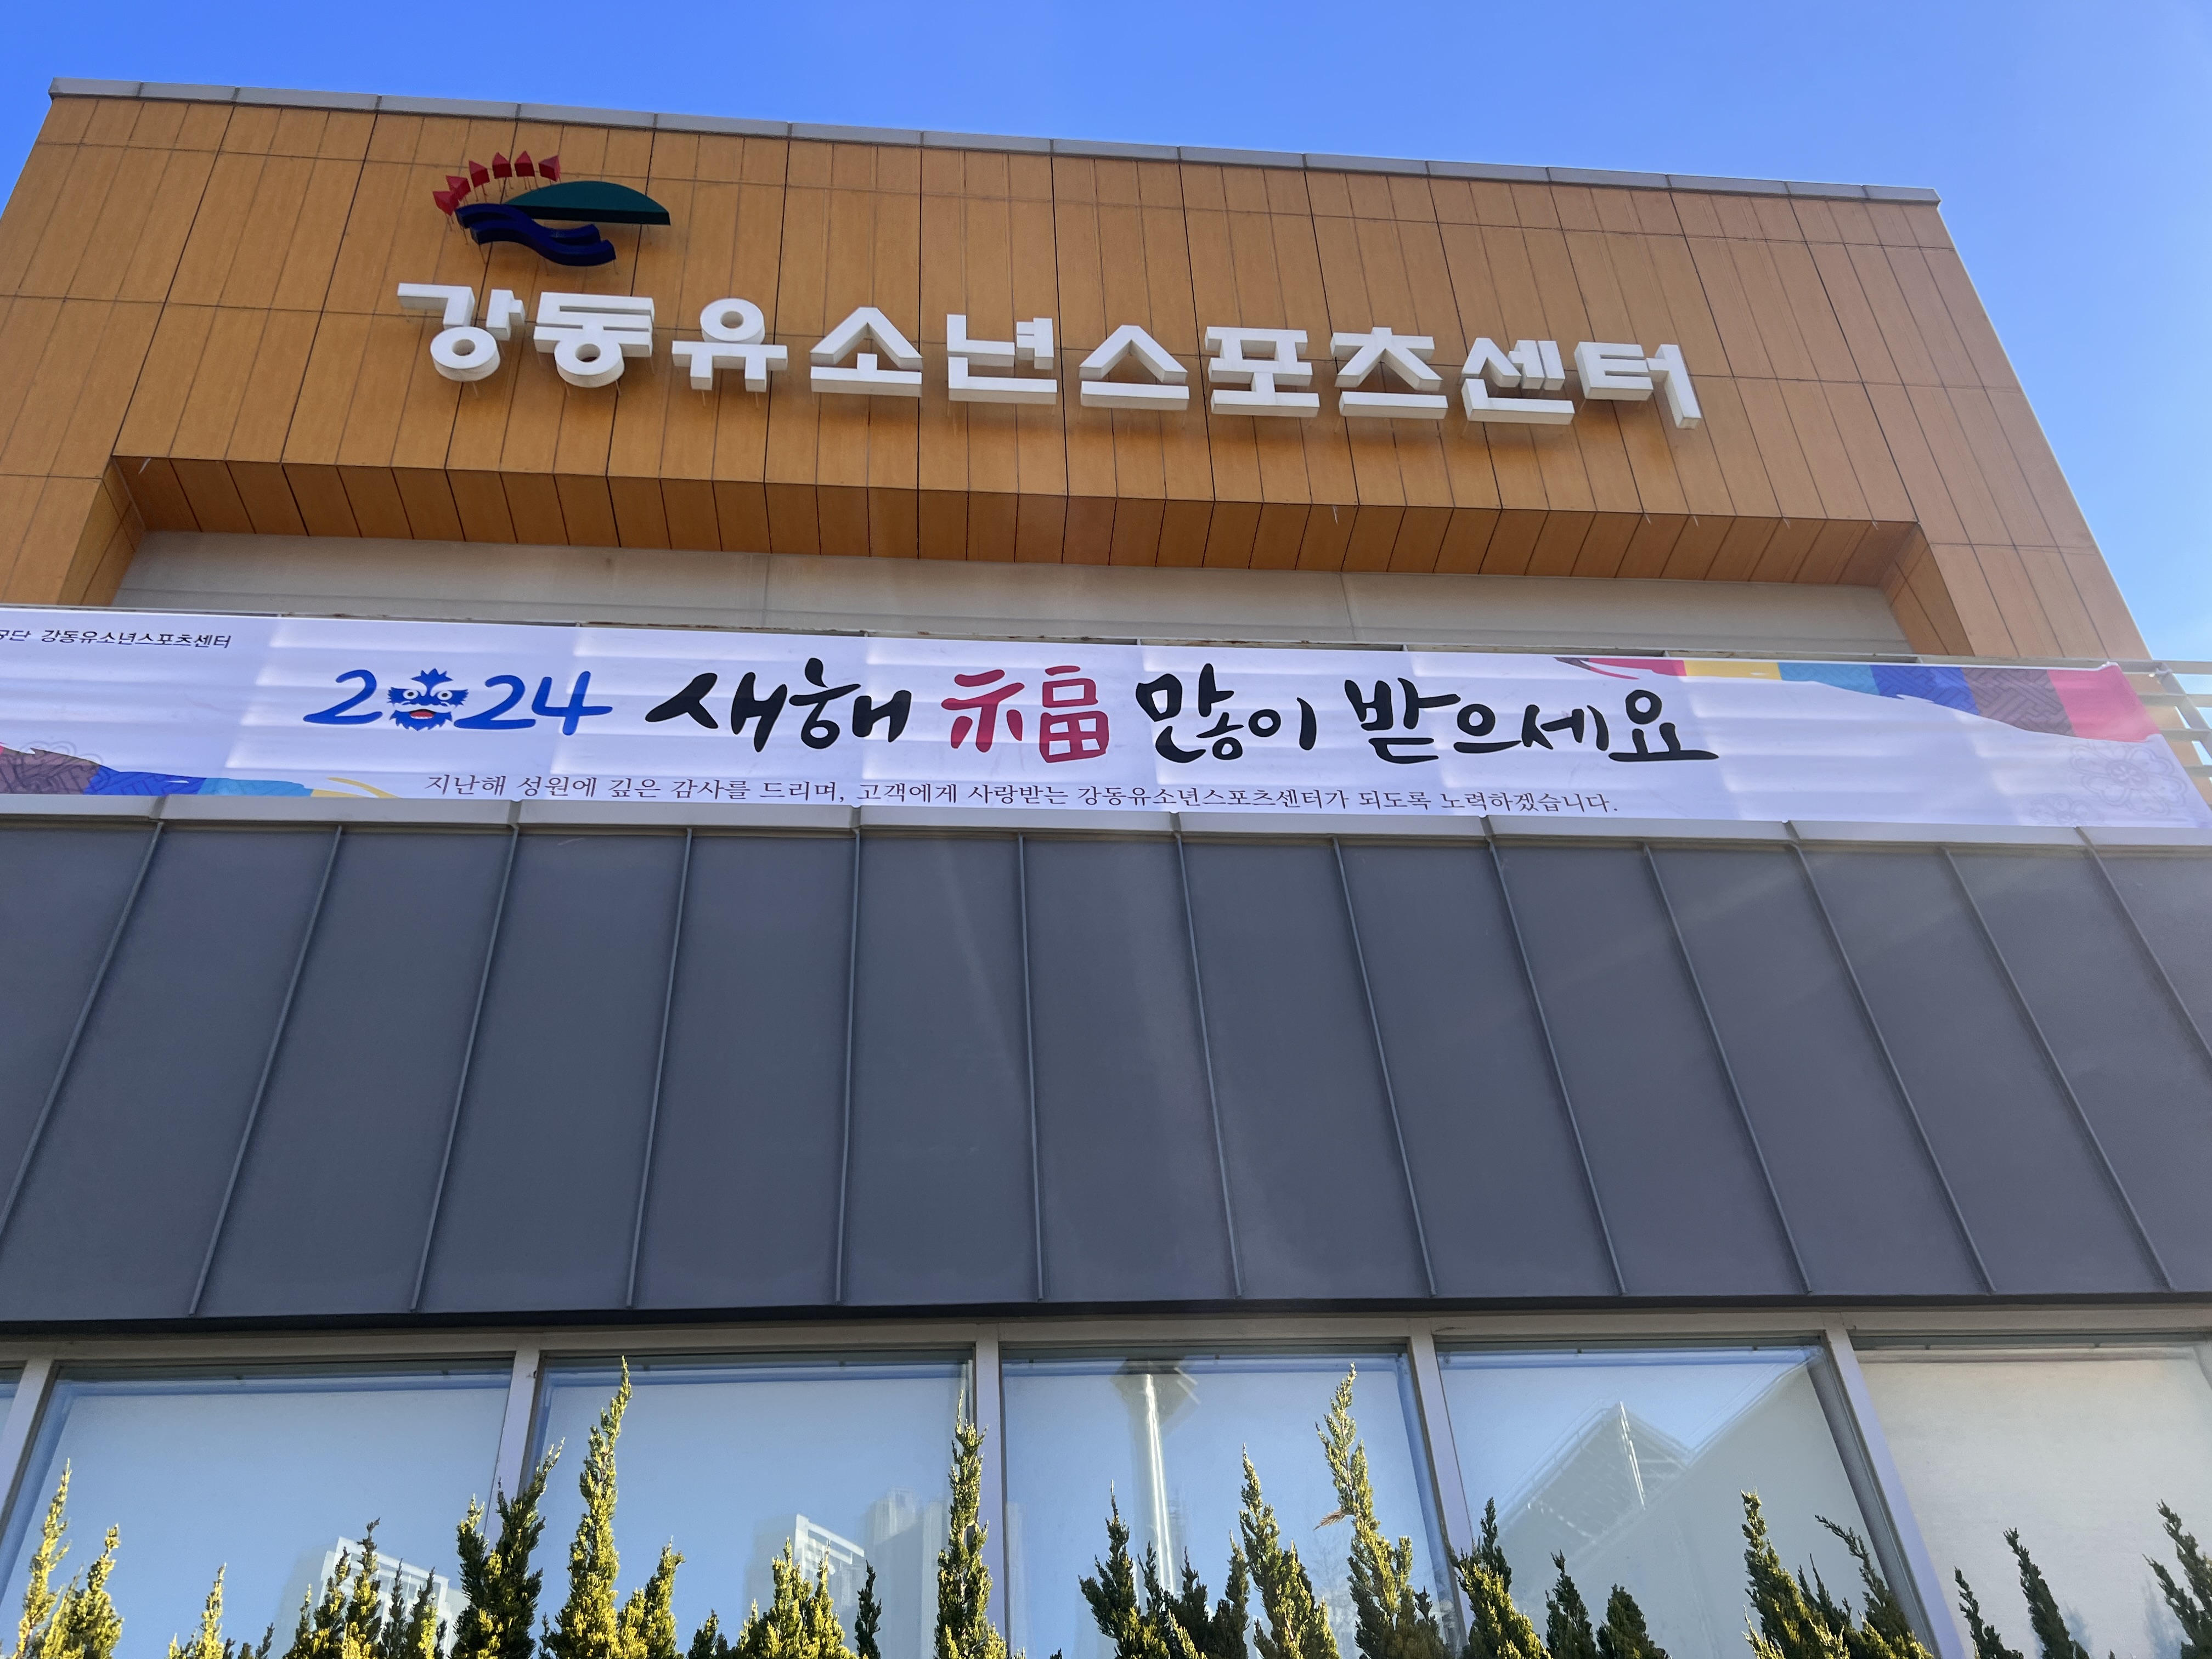 강동유소년스포츠센터
공단 강동유소년스포츠센터
2024 새해 福 많이 받으세요
지난해 성원에 깊은 감사를 드리며, 고객에게 사랑받는 강동유소년스포츠센터가 되도록 노력하겠습니다.